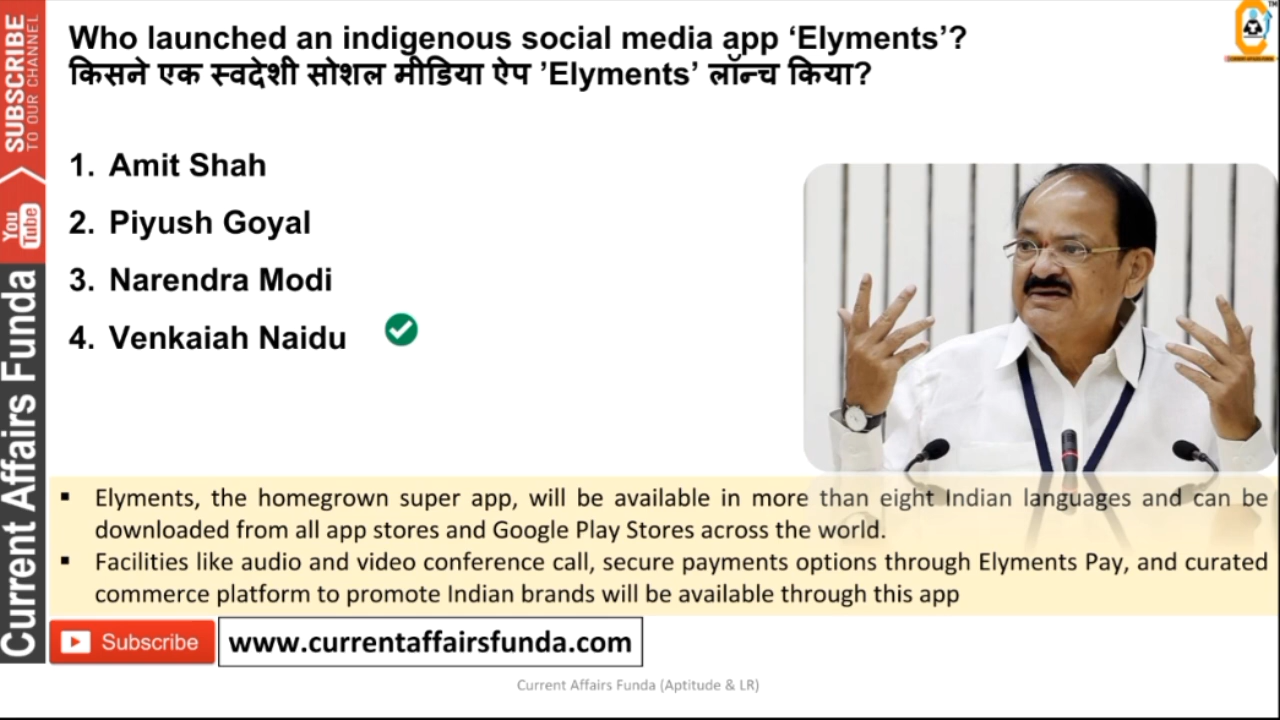 Who launched an indigenous social media app ‘Elyments’?
किसने एक स्वदेशी सोशल मीडिया ऐप ’Elyments’ लॉन्च किया?
1. Amit Shah
2. Piyush Goyal
3. Narendra Modi
4. Venkaiah Naidu
▪ Elyments, the homegrown super app, will be available in more than eight Indian languages and can be
downloaded from all app stores and Google Play Stores across the world.
▪ Facilities like audio and video conference call, secure payments options through Elyments Pay, and curated
commerce platform to promote Indian brands will be available through this app
Subscribe
www.currentaffairsfunda.com
Current Affairs Funda (Aptitude & LR)
SUBSCRIBE
TO OUR CHANNEL
You
Tube
Current Affairs Funda
TM